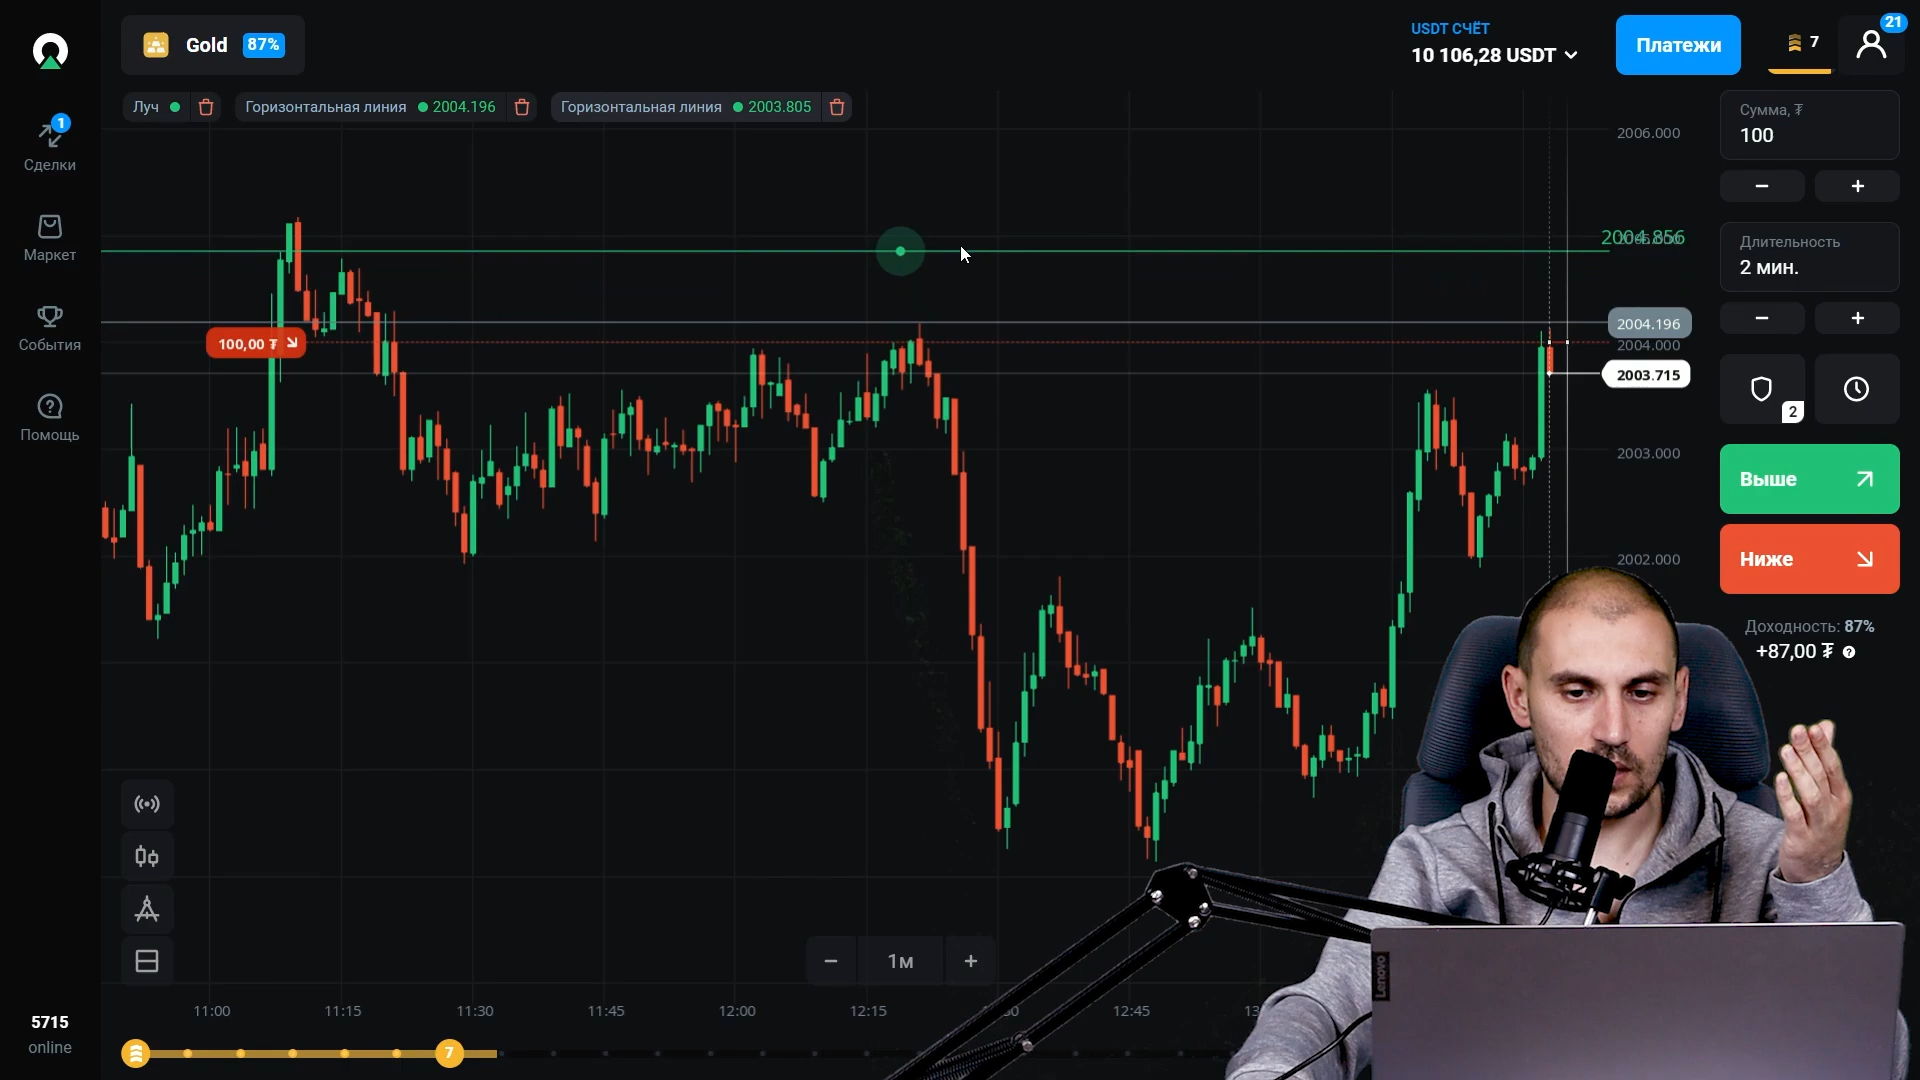 Gold 87%
USDT СЧЁТ
10 106,28 USDT
Платежи
7
21
Луч
Горизонтальная линия 2004.196
Горизонтальная линия 2003.805
1
Сделки
Маркет
События
Помощь
2006.000
2004.856
2004.196
2004.000
2003.715
2003.000
2002.000
100,00 ₮
Сумма, ₮
100
− +
Длительность
2 мин.
− +
2
Выше
Ниже
Доходность: 87%
+87,00 ₮ ?
− 1м +
11:00 11:15 11:30 11:45 12:00 12:15 12:45
5715
online
7
Lenovo